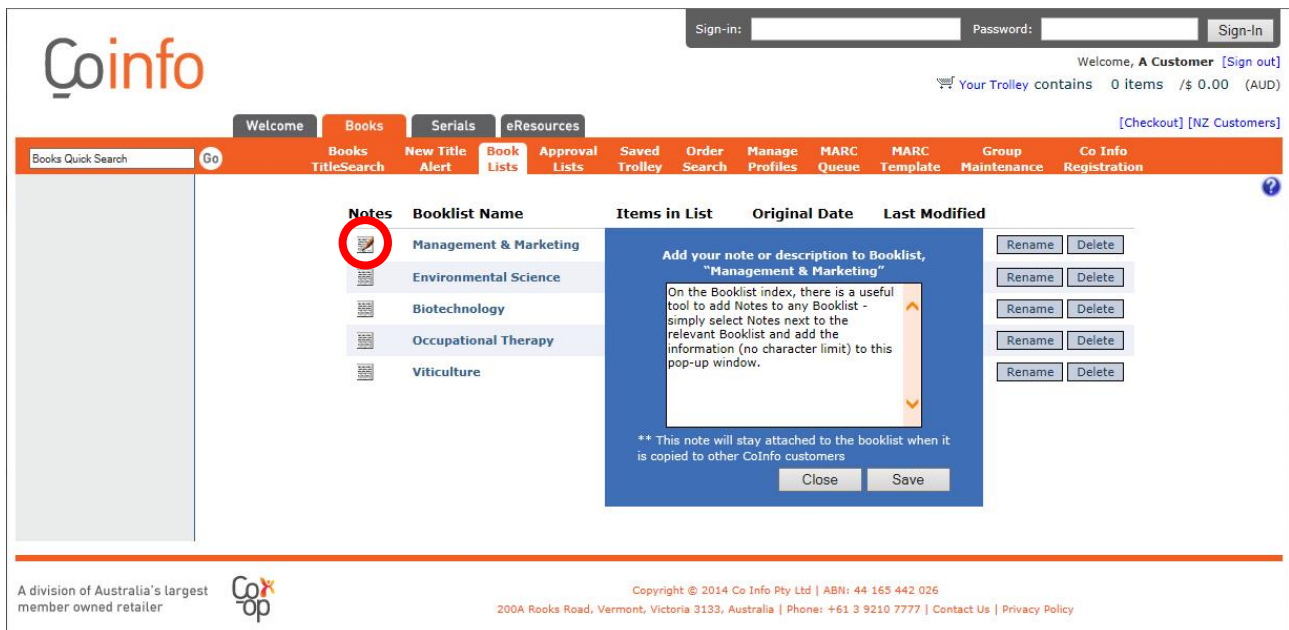 Coinfo
Sign-in:
Password:
Sign-In
Welcome, A Customer [Sign out]
Your Trolley contains 0 items /$ 0.00 (AUD)
Welcome
Books
Serials
eResources
[Checkout] [NZ Customers]
Books Quick Search
Go
Books TitleSearch
New Title Alert
Book Lists
Approval Lists
Saved Trolley
Order Search
Manage Profiles
MARC Queue
MARC Template
Group Maintenance
Co Info Registration
?
Notes Booklist Name Items in List Original Date Last Modified
Management & Marketing
Rename Delete
Environmental Science
Rename Delete
Biotechnology
Rename Delete
Occupational Therapy
Rename Delete
Viticulture
Rename Delete
Add your note or description to Booklist,
"Management & Marketing"
On the Booklist index, there is a useful
tool to add Notes to any Booklist -
simply select Notes next to the
relevant Booklist and add the
information (no character limit) to this
pop-up window.
** This note will stay attached to the booklist when it
is copied to other CoInfo customers
Close Save
A division of Australia's largest
member owned retailer
Co
op
Copyright © 2014 Co Info Pty Ltd | ABN: 44 165 442 026
200A Rooks Road, Vermont, Victoria 3133, Australia | Phone: +61 3 9210 7777 | Contact Us | Privacy Policy